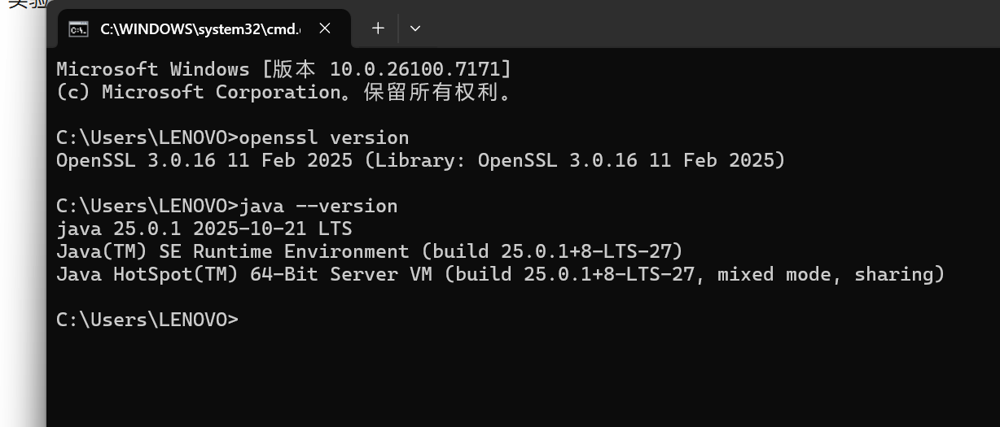 实验
C:\WINDOWS\system32\cmd.
Microsoft Windows [版本 10.0.26100.7171]
(c) Microsoft Corporation。保留所有权利。
C:\Users\LENOVO>openssl version
OpenSSL 3.0.16 11 Feb 2025 (Library: OpenSSL 3.0.16 11 Feb 2025)
C:\Users\LENOVO>java --version
java 25.0.1 2025-10-21 LTS
Java(TM) SE Runtime Environment (build 25.0.1+8-LTS-27)
Java HotSpot(TM) 64-Bit Server VM (build 25.0.1+8-LTS-27, mixed mode, sharing)
C:\Users\LENOVO>